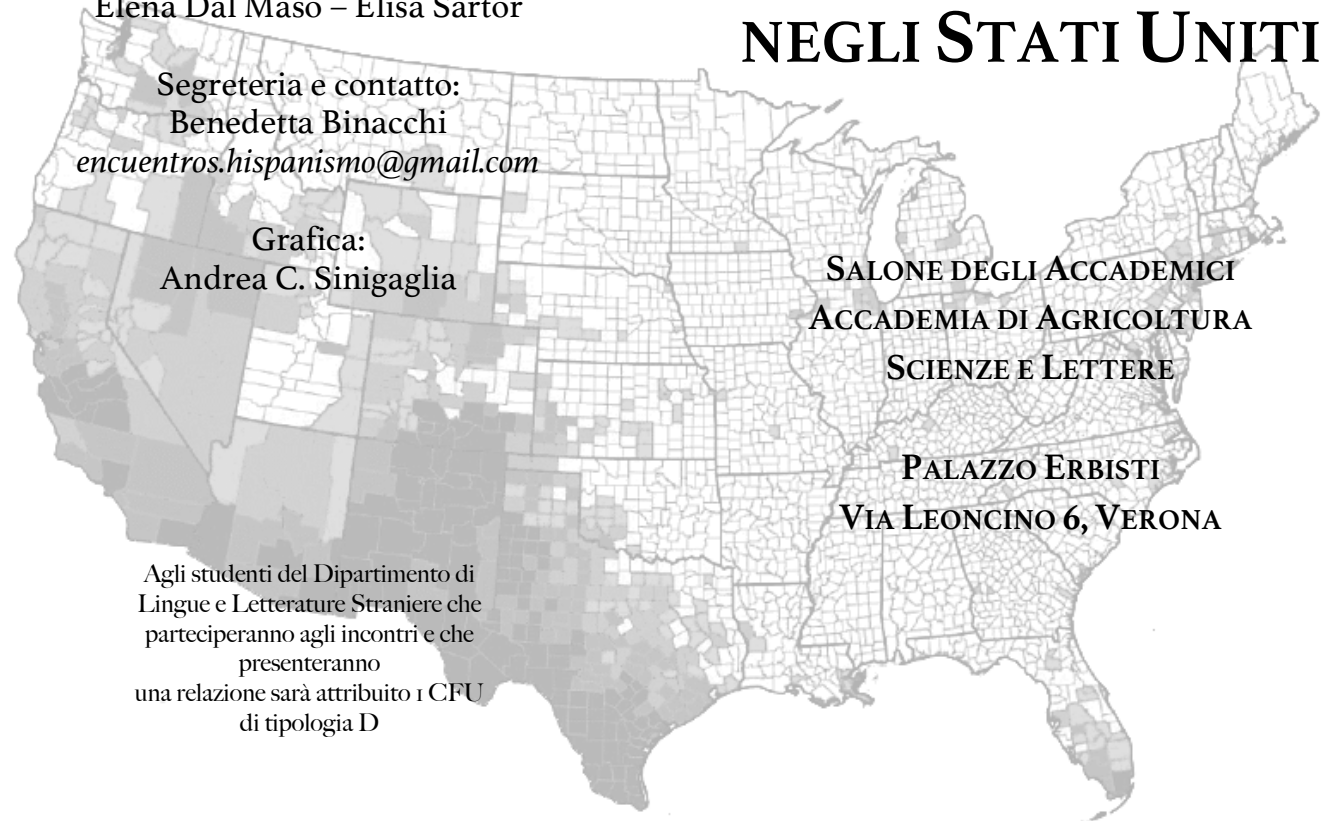 Elena Dal Maso – Elisa Sartor
Segreteria e contatto:
Benedetta Binacchi
encuentros.hispanismo@gmail.com
Grafica:
Andrea C. Sinigaglia
Agli studenti del Dipartimento di
Lingue e Letterature Straniere che
parteciperanno agli incontri e che
presenteranno
una relazione sarà attribuito 1 CFU
di tipologia D
NEGLI STATI UNITI
SALONE DEGLI ACCADEMICI
ACCADEMIA DI AGRICOLTURA
SCIENZE E LETTERE
PALAZZO ERBISTI
VIA LEONCINO 6, VERONA